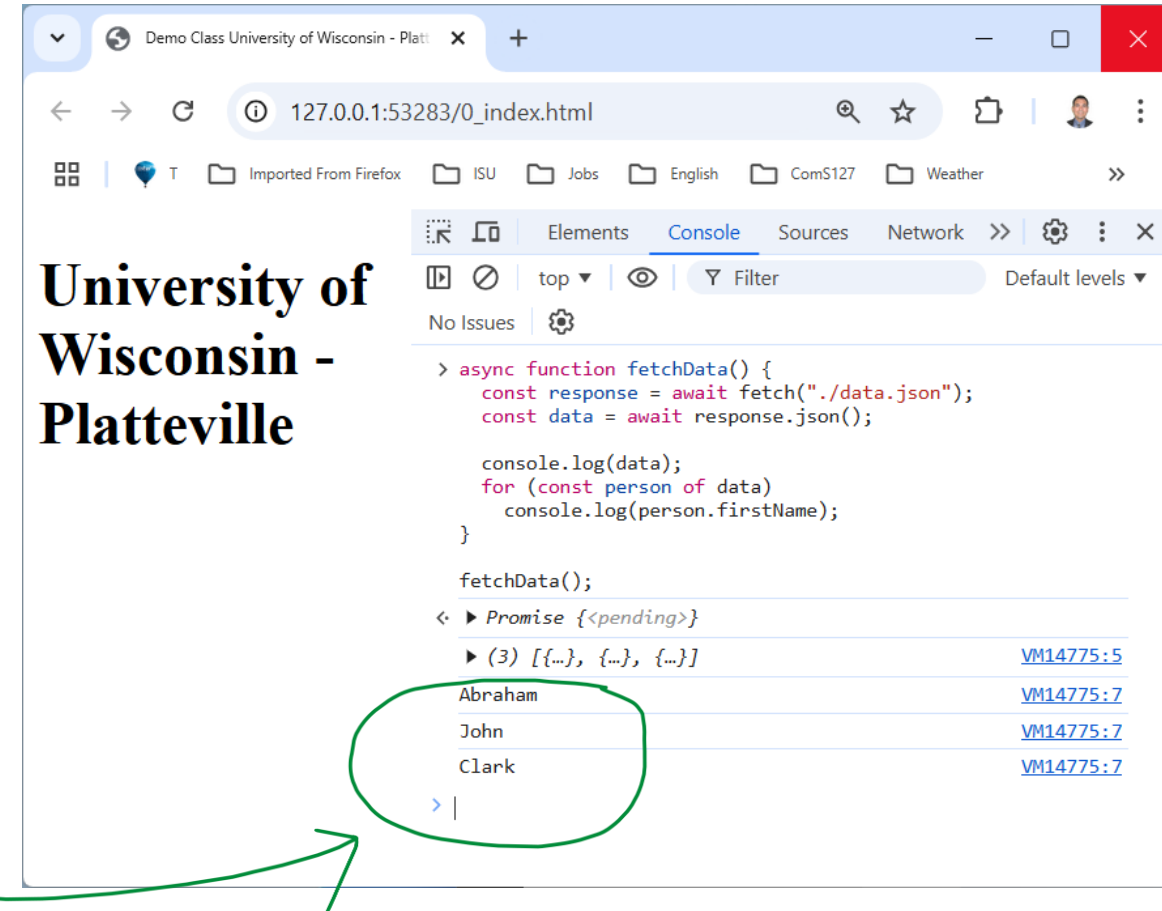 Demo Class University of Wisconsin - Platt
127.0.0.1:53283/0_index.html
T Imported From Firefox ISU Jobs English ComS127 Weather
University of
Wisconsin -
Platteville
Elements Console Sources Network
top Filter Default levels
No Issues
async function fetchData() {
const response = await fetch("./data.json");
const data = await response.json();
console.log(data);
for (const person of data)
console.log(person.firstName);
}
fetchData();
Promise {<pending>}
(3) [{…}, {…}, {…}] VM14775:5
Abraham VM14775:7
John VM14775:7
Clark VM14775:7